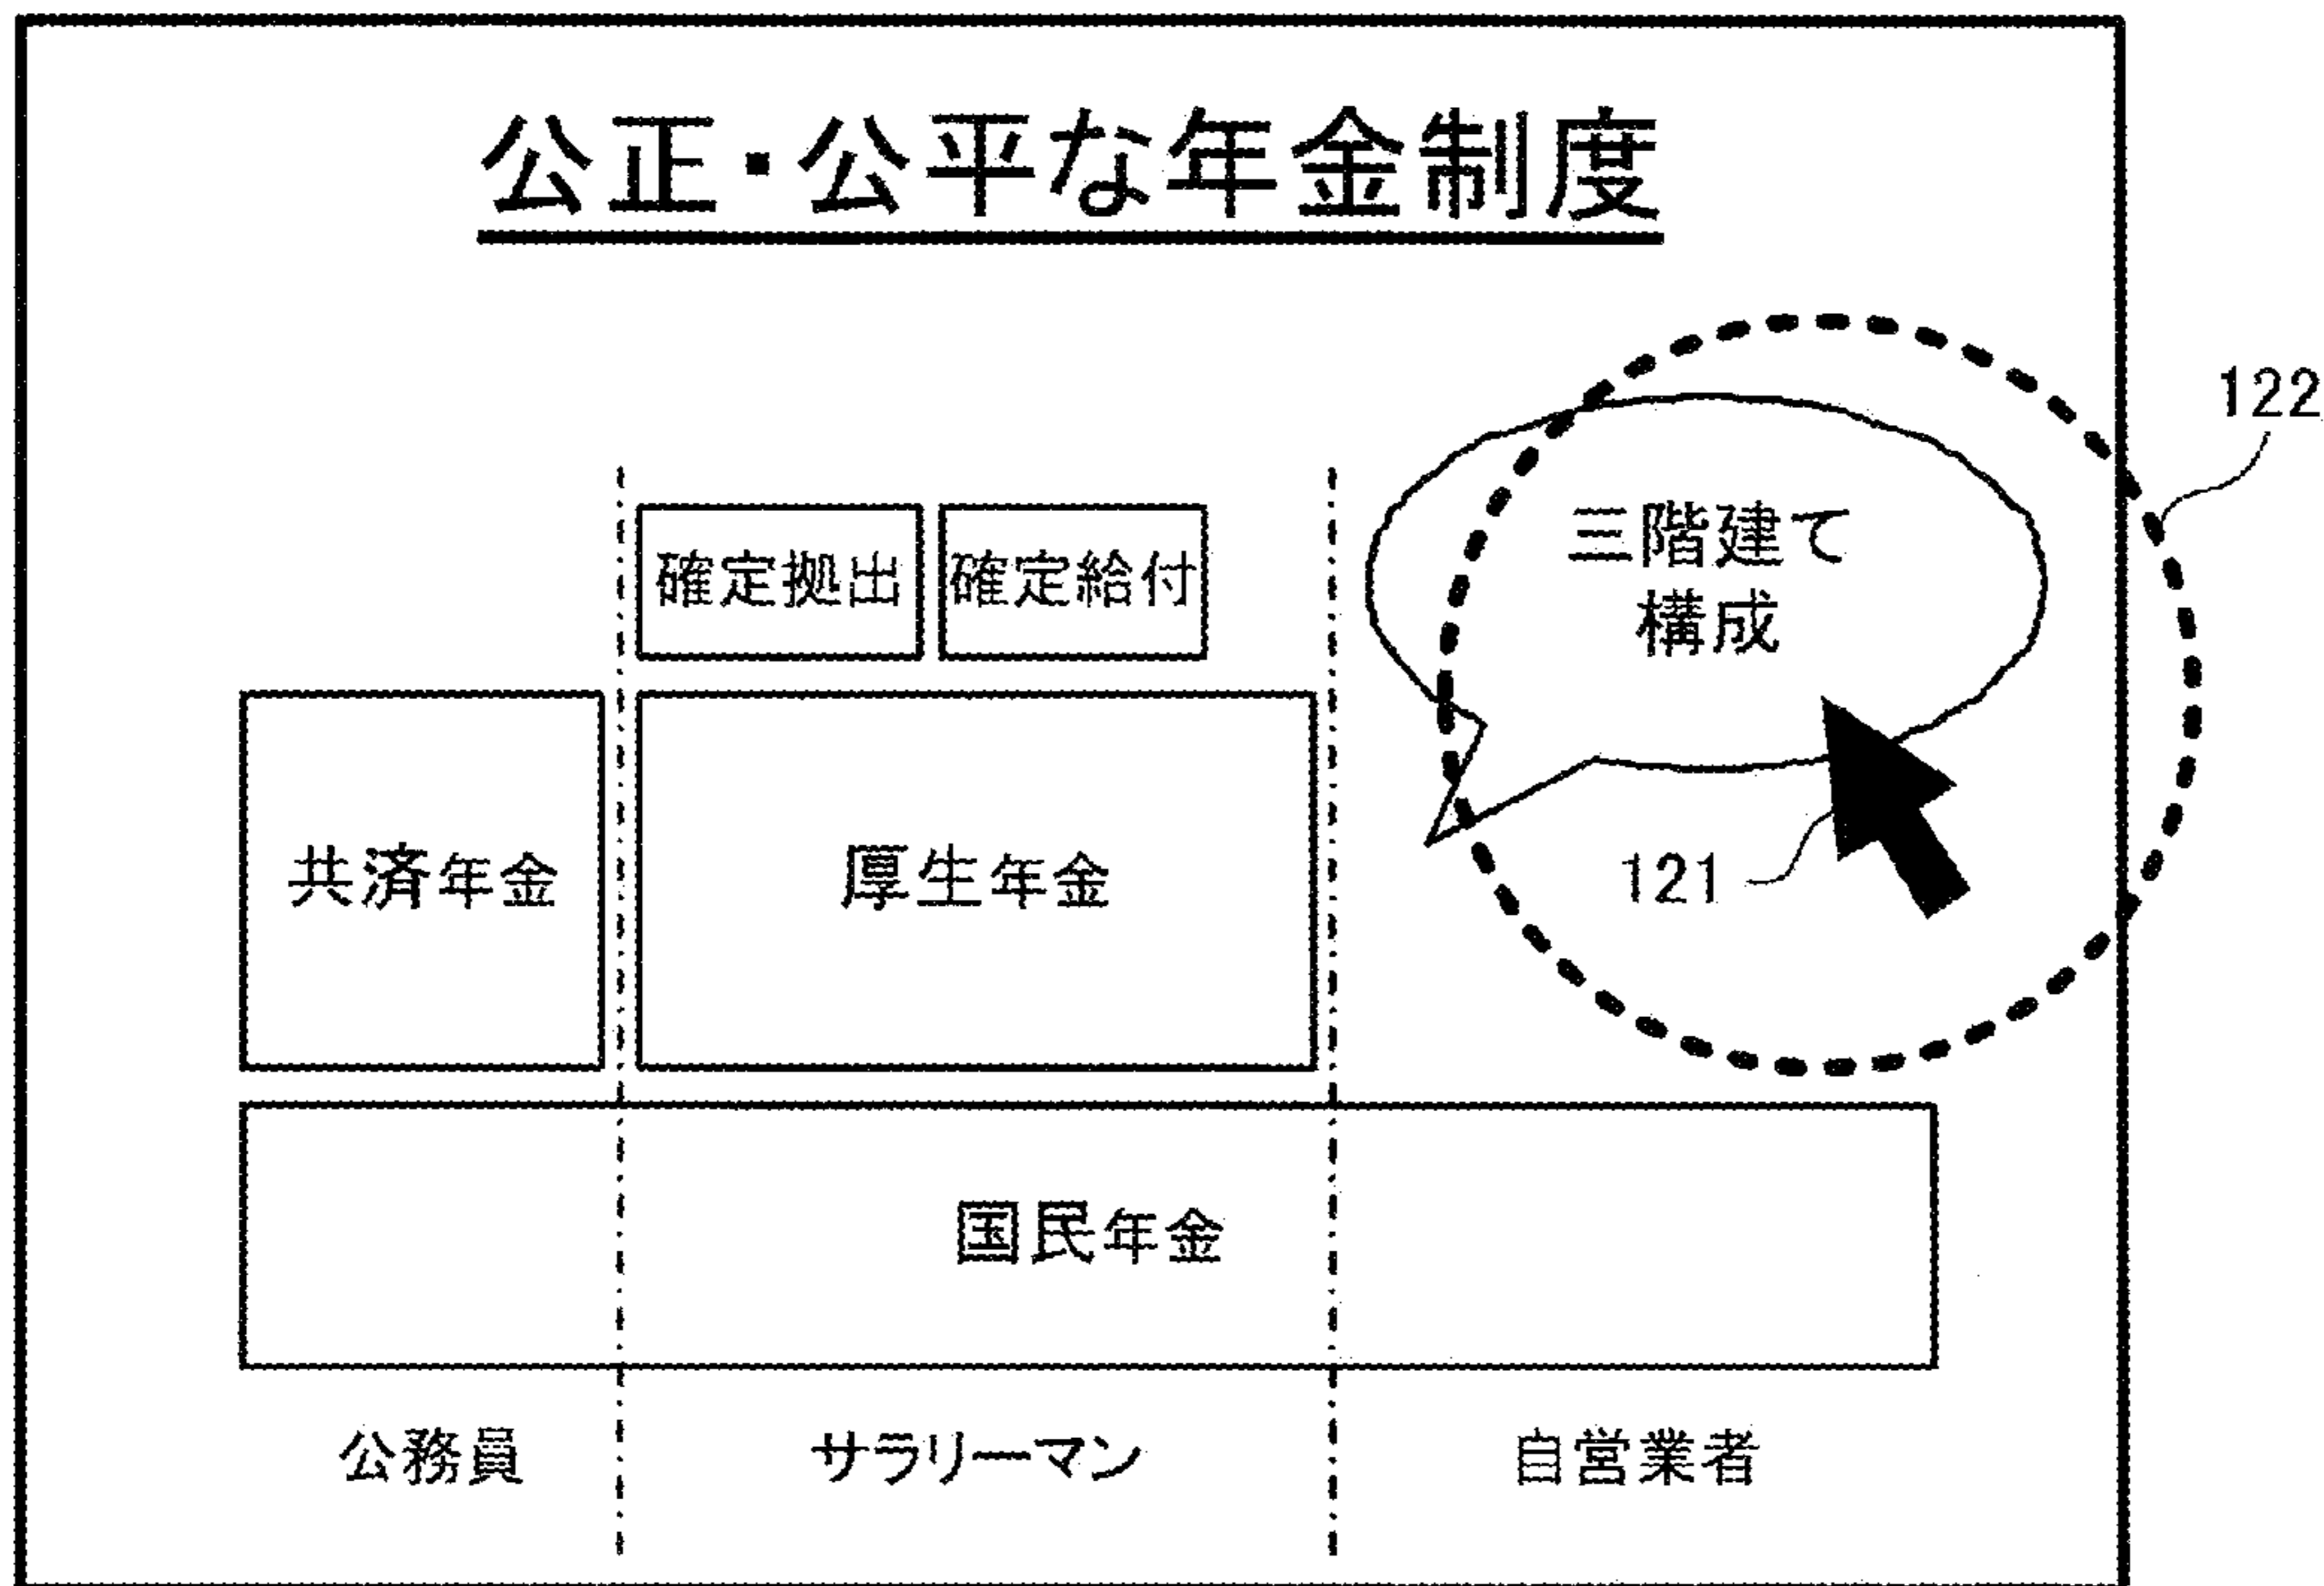 公正・公平な年金制度
122
三階建て
構成
確定拠出
確定給付
121
共済年金
厚生年金
国民年金
公務員
サラリーマン
自営業者